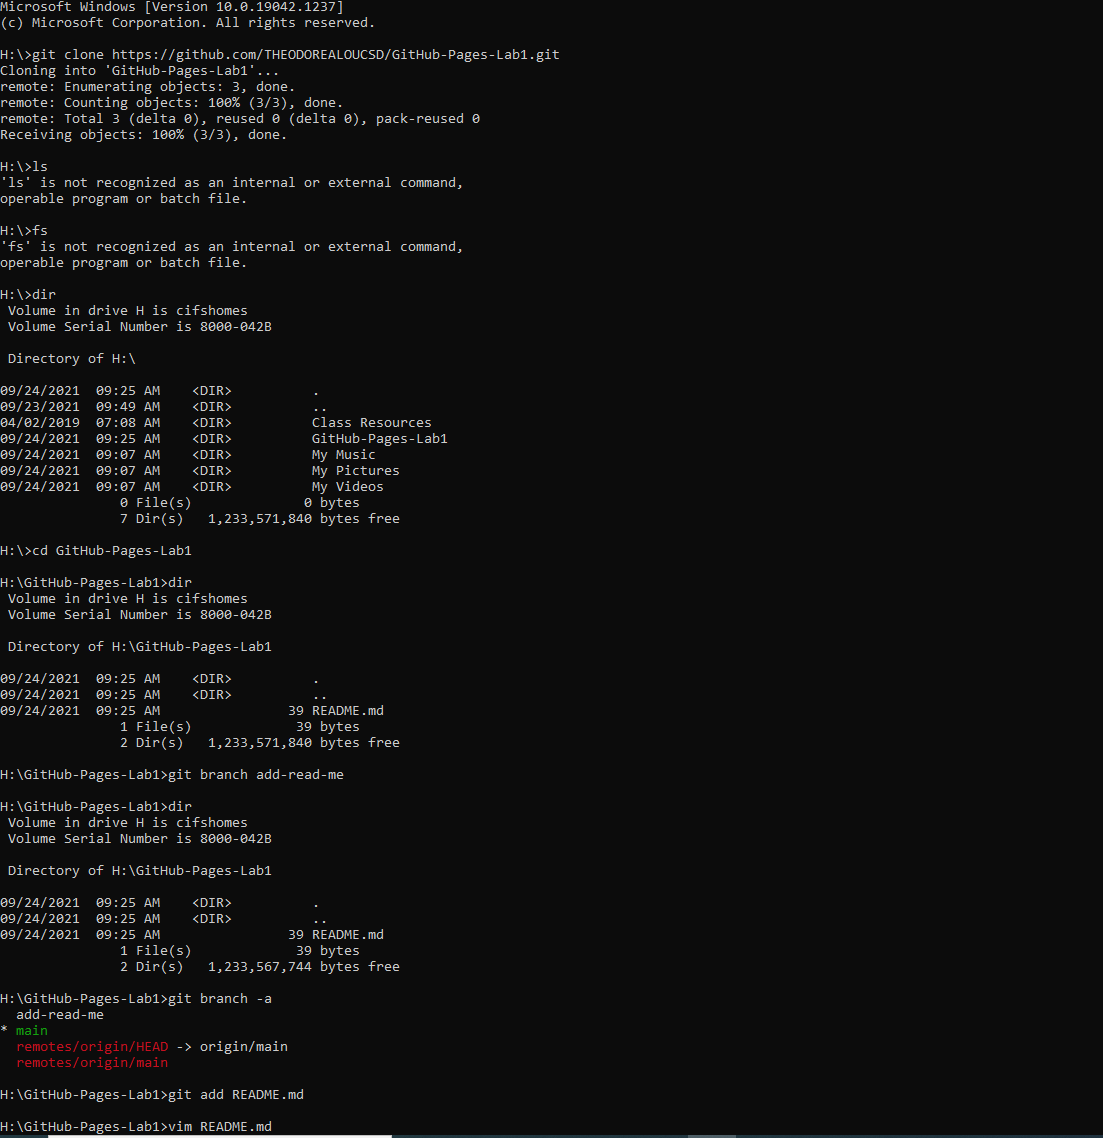 Microsoft Windows [Version 10.0.19042.1237]
(c) Microsoft Corporation. All rights reserved.
H:\>git clone https://github.com/THEODOREALOUCSD/GitHub-Pages-Lab1.git
Cloning into 'GitHub-Pages-Lab1'...
remote: Enumerating objects: 3, done.
remote: Counting objects: 100% (3/3), done.
remote: Total 3 (delta 0), reused 0 (delta 0), pack-reused 0
Receiving objects: 100% (3/3), done.
H:\>ls
'ls' is not recognized as an internal or external command,
operable program or batch file.
H:\>fs
'fs' is not recognized as an internal or external command,
operable program or batch file.
H:\>dir
 Volume in drive H is cifshomes
 Volume Serial Number is 8000-042B
 Directory of H:\
09/24/2021  09:25 AM    <DIR>          .
09/23/2021  09:49 AM    <DIR>          ..
04/02/2019  07:08 AM    <DIR>          Class Resources
09/24/2021  09:25 AM    <DIR>          GitHub-Pages-Lab1
09/24/2021  09:07 AM    <DIR>          My Music
09/24/2021  09:07 AM    <DIR>          My Pictures
09/24/2021  09:07 AM    <DIR>          My Videos
               0 File(s)              0 bytes
               7 Dir(s)   1,233,571,840 bytes free
H:\>cd GitHub-Pages-Lab1
H:\GitHub-Pages-Lab1>dir
 Volume in drive H is cifshomes
 Volume Serial Number is 8000-042B
 Directory of H:\GitHub-Pages-Lab1
09/24/2021  09:25 AM    <DIR>          .
09/24/2021  09:25 AM    <DIR>          ..
09/24/2021  09:25 AM                39 README.md
               1 File(s)             39 bytes
               2 Dir(s)   1,233,571,840 bytes free
H:\GitHub-Pages-Lab1>git branch add-read-me
H:\GitHub-Pages-Lab1>dir
 Volume in drive H is cifshomes
 Volume Serial Number is 8000-042B
 Directory of H:\GitHub-Pages-Lab1
09/24/2021  09:25 AM    <DIR>          .
09/24/2021  09:25 AM    <DIR>          ..
09/24/2021  09:25 AM                39 README.md
               1 File(s)             39 bytes
               2 Dir(s)   1,233,567,744 bytes free
H:\GitHub-Pages-Lab1>git branch -a
  add-read-me
* main
  remotes/origin/HEAD -> origin/main
  remotes/origin/main
H:\GitHub-Pages-Lab1>git add README.md
H:\GitHub-Pages-Lab1>vim README.md